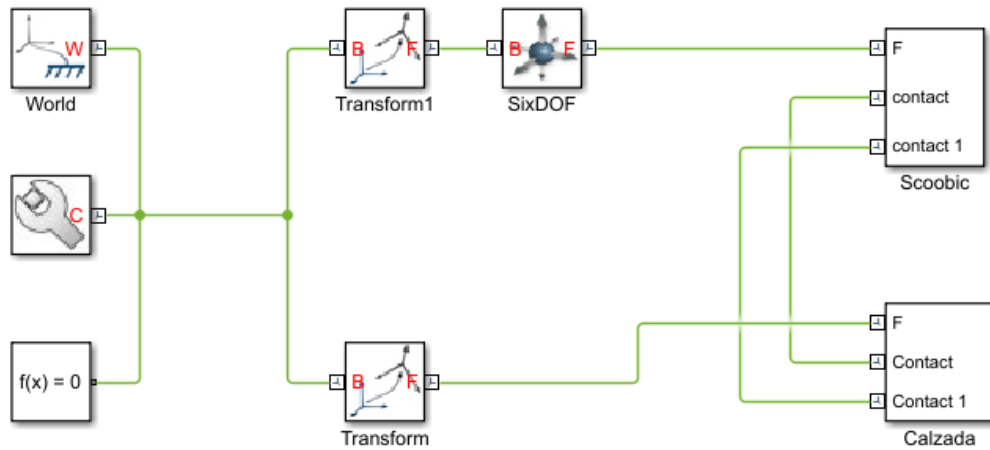 W
World
C
f(x) = 0
B F
Transform1
B F
SixDOF
B F
Transform
F
contact
contact 1
Scoobic
F
Contact
Contact 1
Calzada